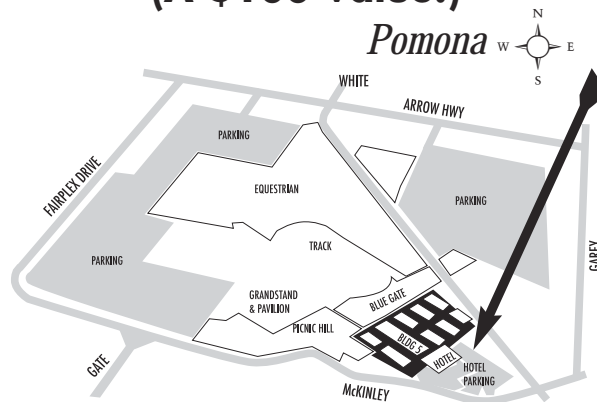 Pomona
N
W E
S
WHITE
ARROW HWY
PARKING
FAIRPLEX DRIVE
EQUESTRIAN
PARKING
GAREY
TRACK
PARKING
GRANDSTAND
& PAVILION
BLUE GATE
PICNIC HILL
BLDG 5
HOTEL
HOTEL
PARKING
GATE
McKINLEY